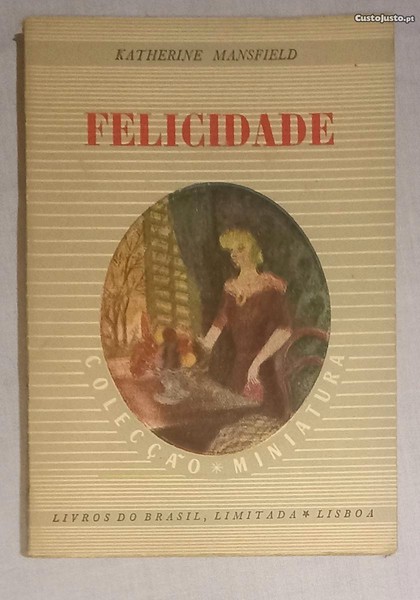 CustoJusto.pt
KATHERINE MANSFIELD
FELICIDADE
COLECÇÃO * MINIATURA
LIVROS DO BRASIL, LIMITADA * LISBOA